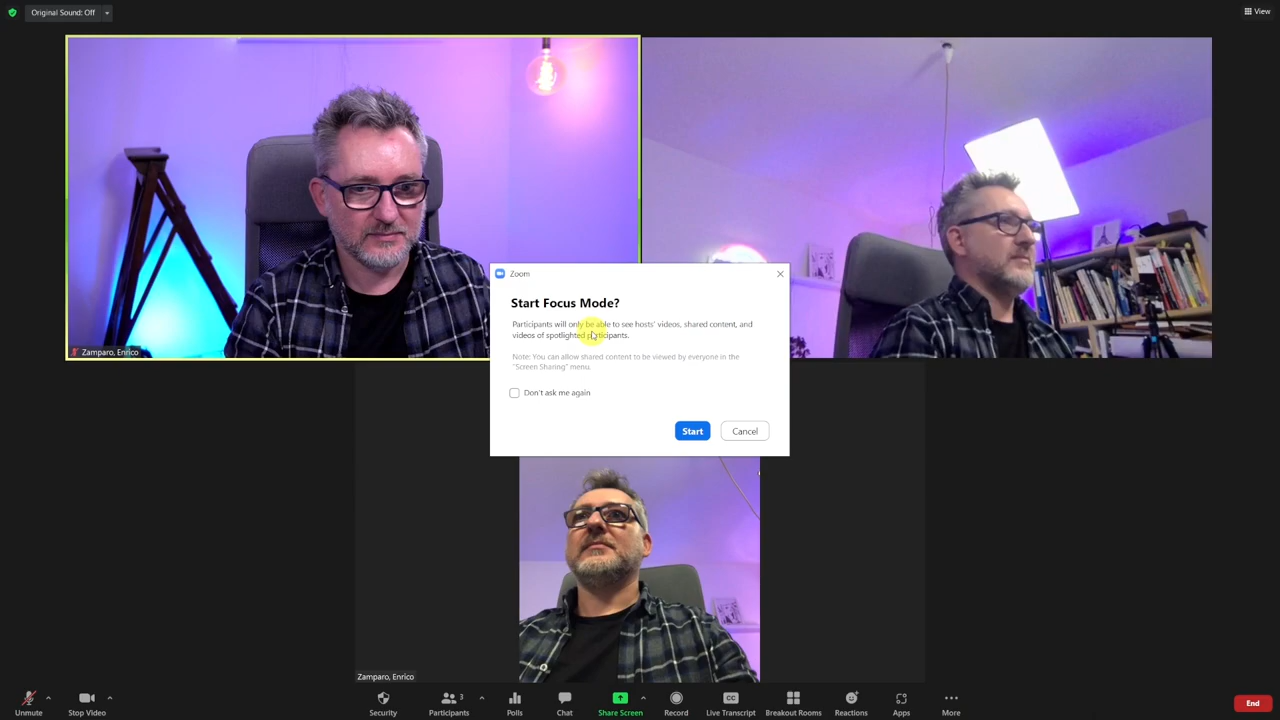 Original Sound: Off
View
Zamparo, Enrico
Zoom
Start Focus Mode?
Participants will only be able to see hosts' videos, shared content, and
videos of spotlighted participants.
Note: You can allow shared content to be viewed by everyone in the
"Screen Sharing" menu.
Don't ask me again
Start
Cancel
Zamparo, Enrico
Unmute
Stop Video
Security
Participants
3
Polls
Chat
Share Screen
Record
CC
Live Transcript
Breakout Rooms
Reactions
Apps
More
End